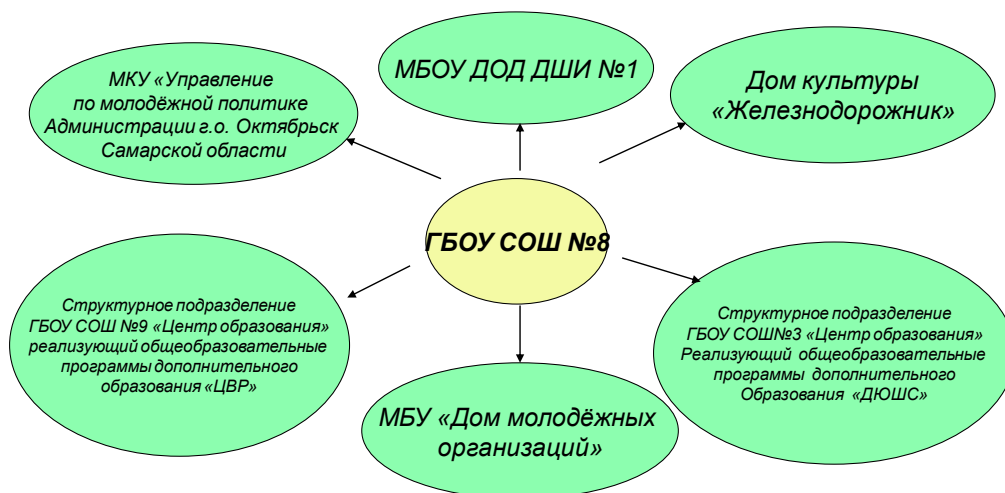 МКУ «Управление
по молодёжной политике
Администрации г.о. Октябрьск
Самарской области
МБОУ ДОД ДШИ №1
Дом культуры
«Железнодорожник»
ГБОУ СОШ №8
Структурное подразделение
ГБОУ СОШ №9 «Центр образования»
реализующий общеобразовательные
программы дополнительного
образования «ЦВР»
МБУ «Дом молодёжных
организаций»
Структурное подразделение
ГБОУ СОШ№3 «Центр образования»
Реализующий общеобразовательные
программы дополнительного
Образования «ДЮШС»